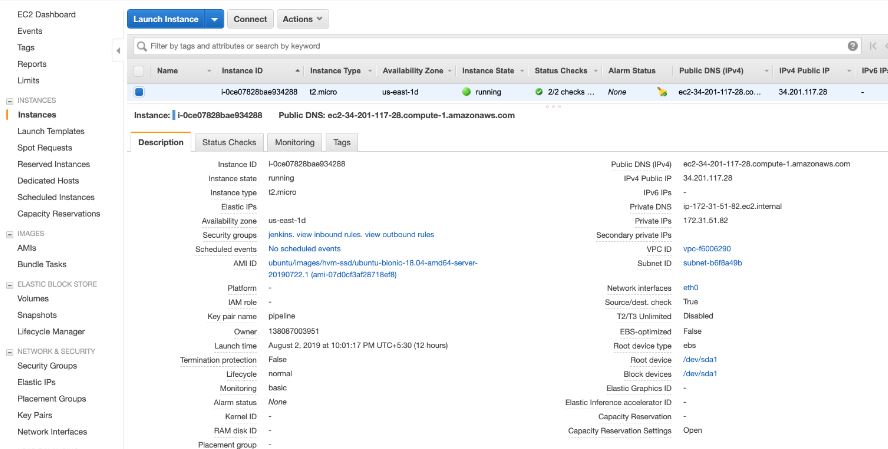 EC2 Dashboard
Events
Tags
Reports
Limits
INSTANCES
Instances
Launch Templates
Spot Requests
Reserved Instances
Dedicated Hosts
Scheduled Instances
Capacity Reservations
IMAGES
AMIs
Bundle Tasks
ELASTIC BLOCK STORE
Volumes
Snapshots
Lifecycle Manager
NETWORK & SECURITY
Security Groups
Elastic IPs
Placement Groups
Key Pairs
Network Interfaces
Launch Instance Connect Actions
Filter by tags and attributes or search by keyword
Name Instance ID Instance Type Availability Zone Instance State Status Checks Alarm Status Public DNS (IPv4) IPv4 Public IP IPv6 IPs
i-0ce07828bae934288 t2.micro us-east-1d running 2/2 checks ... None ec2-34-201-117-28.co... 34.201.117.28 -
Instance: i-0ce07828bae934288 Public DNS: ec2-34-201-117-28.compute-1.amazonaws.com
Description Status Checks Monitoring Tags
Instance ID i-0ce07828bae934288 Public DNS (IPv4) ec2-34-201-117-28.compute-1.amazonaws.com
Instance state running IPv4 Public IP 34.201.117.28
Instance type t2.micro IPv6 IPs -
Elastic IPs Private DNS ip-172-31-51-82.ec2.internal
Availability zone us-east-1d Private IPs 172.31.51.82
Security groups jenkins. view inbound rules. view outbound rules Secondary private IPs
Scheduled events No scheduled events VPC ID vpc-f6006290
AMI ID ubuntu/images/hvm-ssd/ubuntu-bionic-18.04-amd64-server- Subnet ID subnet-b6f8a49b
20190722.1 (ami-07d0cf3af28718ef8)
Platform - Network interfaces eth0
IAM role - Source/dest. check True
Key pair name pipeline T2/T3 Unlimited Disabled
Owner 138087003951 EBS-optimized False
Launch time August 2, 2019 at 10:01:17 PM UTC+5:30 (12 hours) Root device type ebs
Termination protection False Root device /dev/sda1
Lifecycle normal Block devices /dev/sda1
Monitoring basic Elastic Graphics ID -
Alarm status None Elastic Inference accelerator ID -
Kernel ID - Capacity Reservation -
RAM disk ID - Capacity Reservation Settings Open
Placement group -